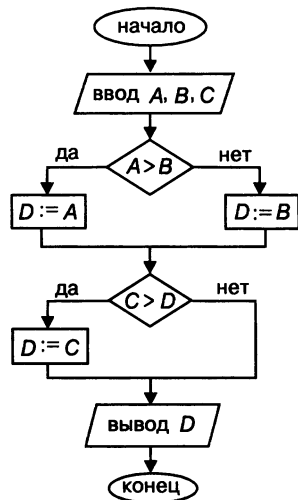 начало
ввод A, B, C
да A>B нет
D:=A D:=B
да C>D нет
D:=C
вывод D
конец